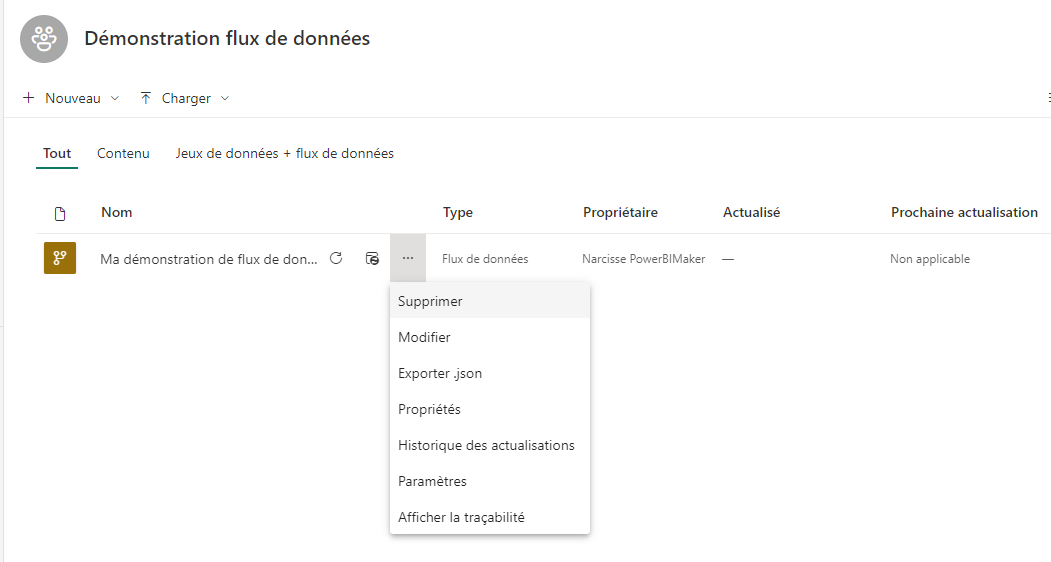 Démonstration flux de données
Nouveau
Charger
Tout
Contenu
Jeux de données + flux de données
Nom
Type
Propriétaire
Actualisé
Prochaine actualisation
Ma démonstration de flux de don...
Flux de données
Narcisse PowerBIMaker
—
Non applicable
Supprimer
Modifier
Exporter .json
Propriétés
Historique des actualisations
Paramètres
Afficher la traçabilité